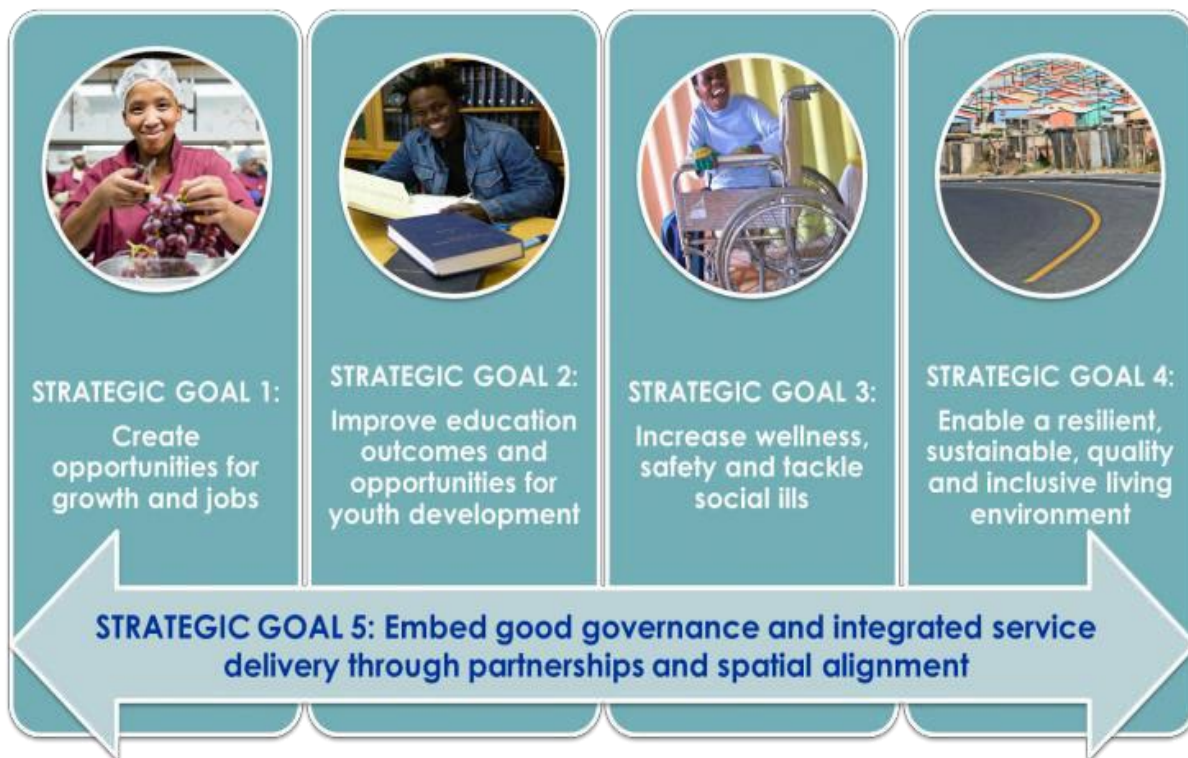 STRATEGIC GOAL 1:
Create
opportunities for
growth and jobs
STRATEGIC GOAL 2:
Improve education
outcomes and
opportunities for
youth development
STRATEGIC GOAL 3:
Increase wellness,
safety and tackle
social ills
STRATEGIC GOAL 4:
Enable a resilient,
sustainable, quality
and inclusive living
environment
STRATEGIC GOAL 5: Embed good governance and integrated service
delivery through partnerships and spatial alignment